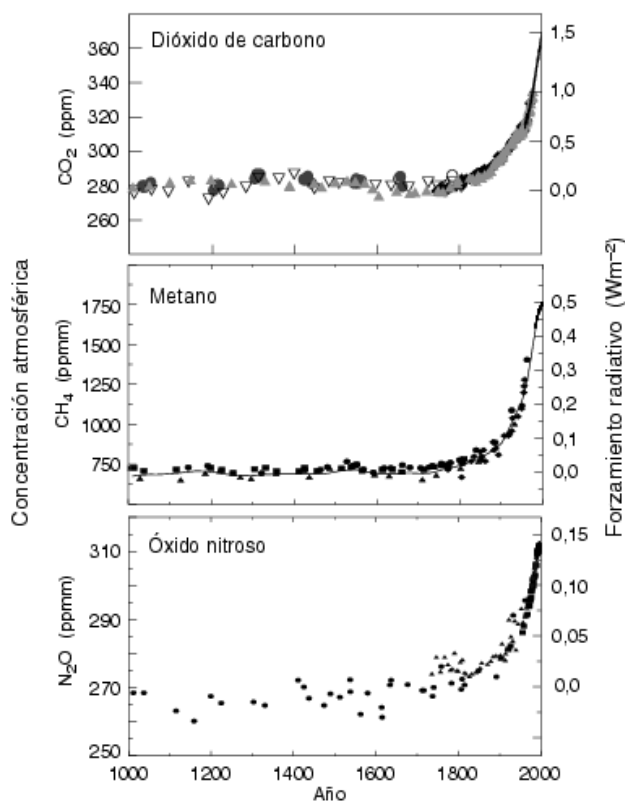 Concentración atmosférica
Dióxido de carbono
CO₂ (ppm)
360
340
320
300
280
260
1,5
1,0
0,5
0,0
Metano
CH₄ (ppmm)
1750
1500
1250
1000
750
0,5
0,4
0,3
0,2
0,1
0,0
Óxido nitroso
N₂O (ppmm)
310
290
270
250
0,15
0,10
0,05
0,0
1000 1200 1400 1600 1800 2000
Año
Forzamiento radiativo (Wm⁻²)